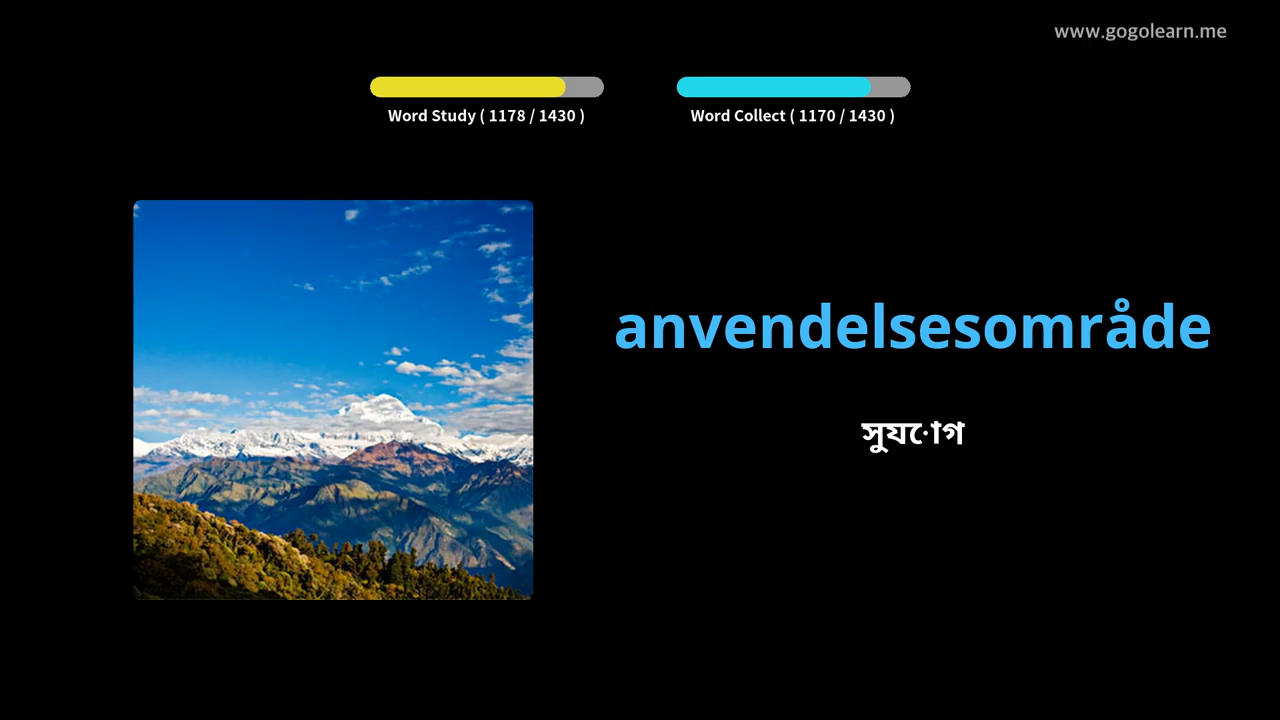 www.gogolearn.me
Word Study ( 1178 / 1430 )
Word Collect ( 1170 / 1430 )
anvendelsesområde
সুযোগ